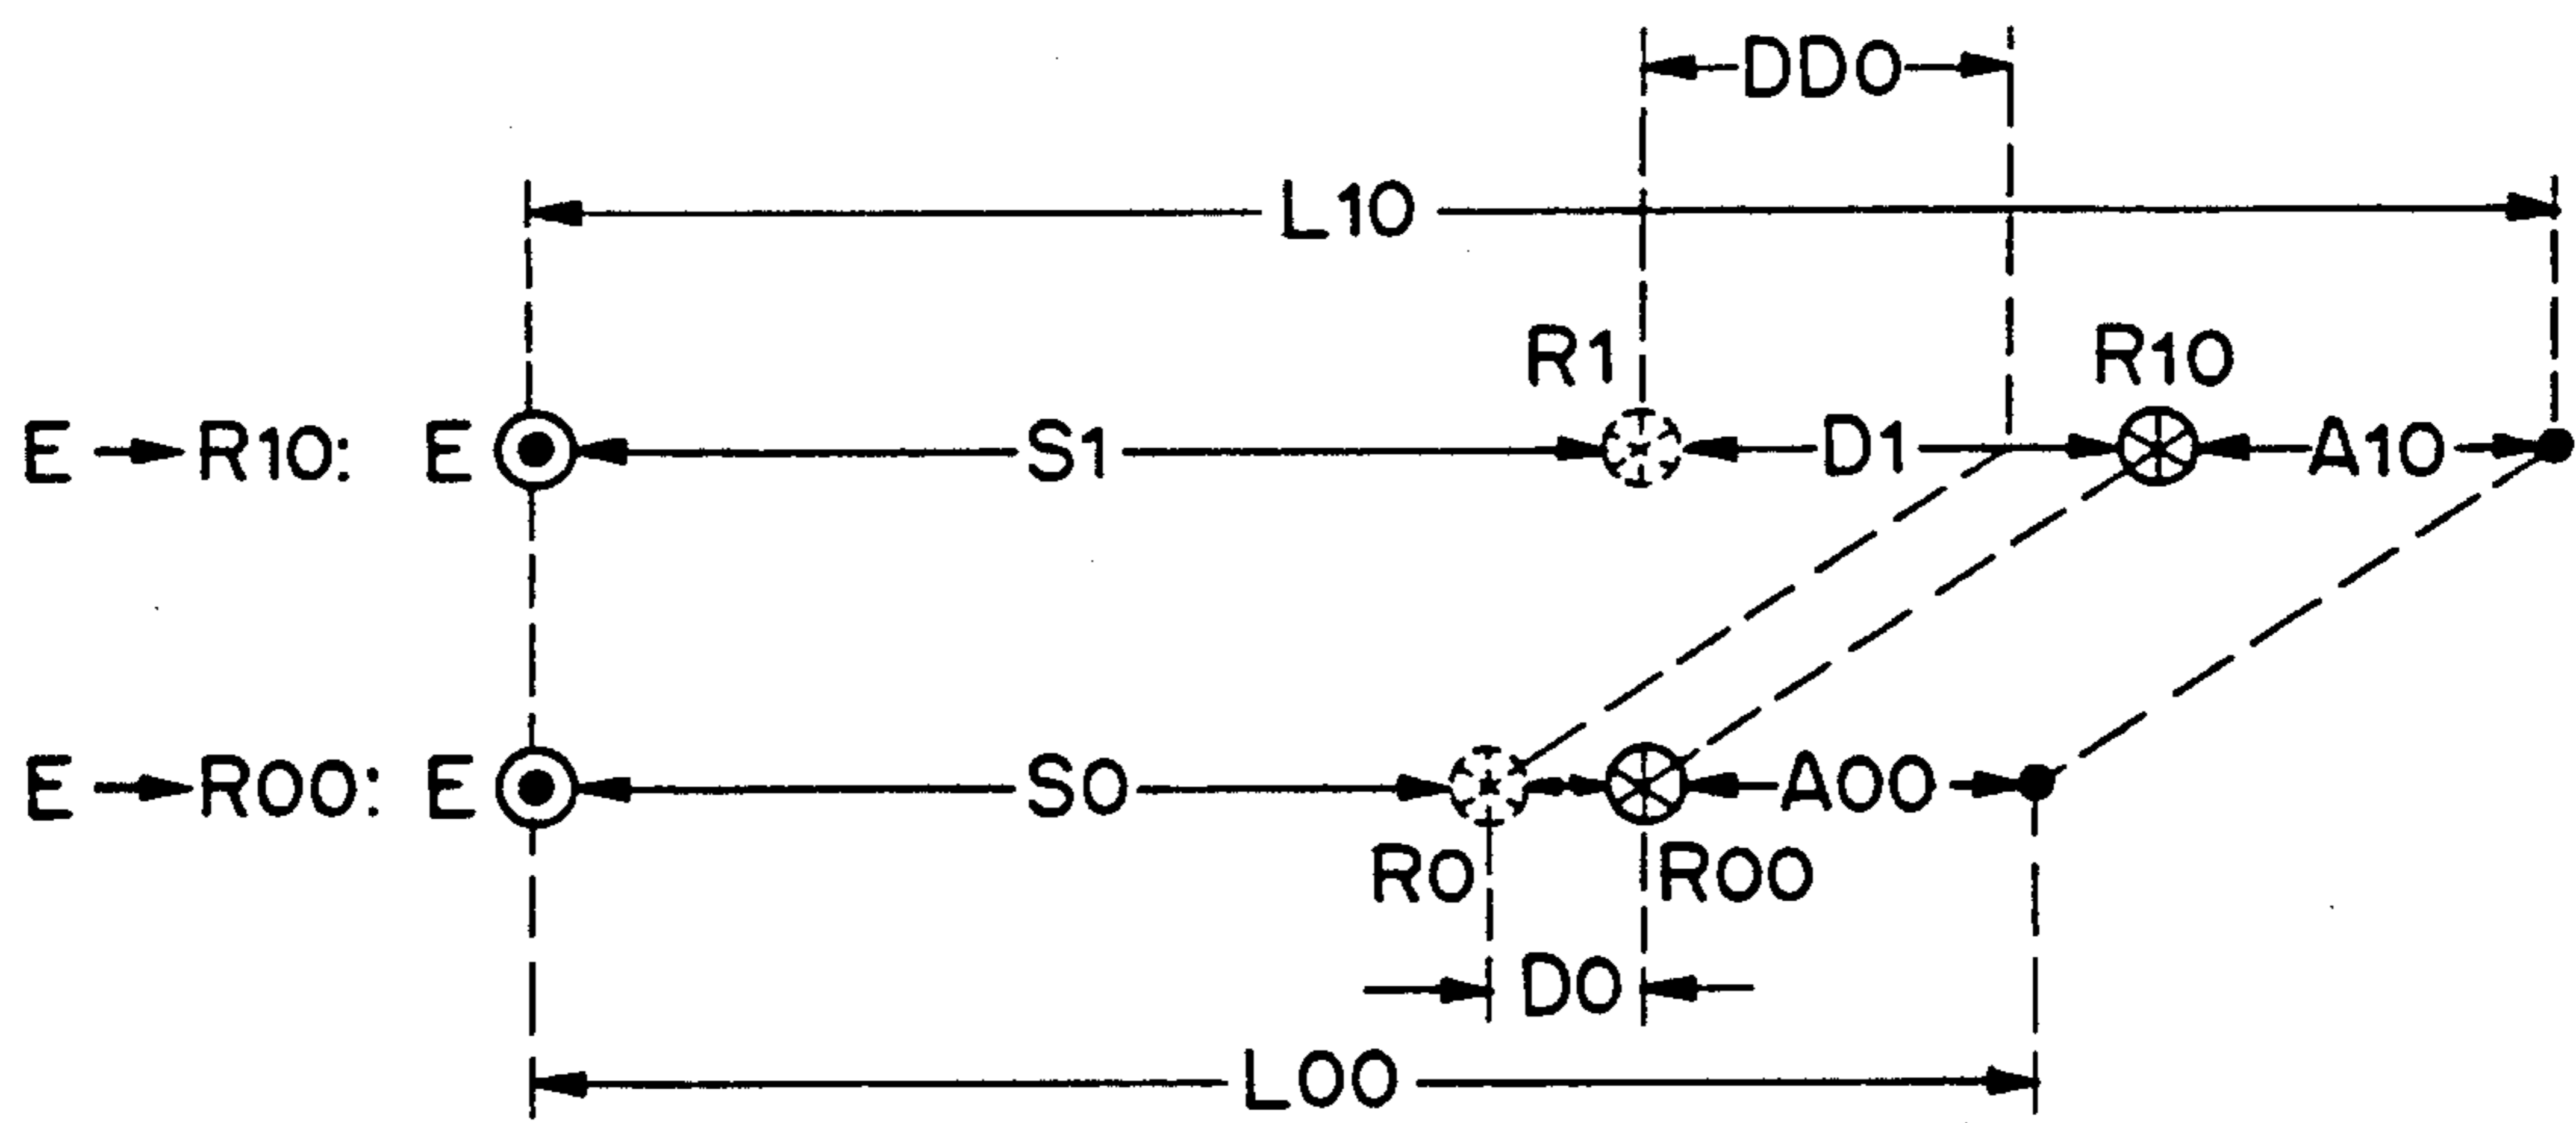 DD0
L10
R1 R10
E → R10: E S1 D1 A10
E → R00: E S0 A00
R0 R00
D0
L00